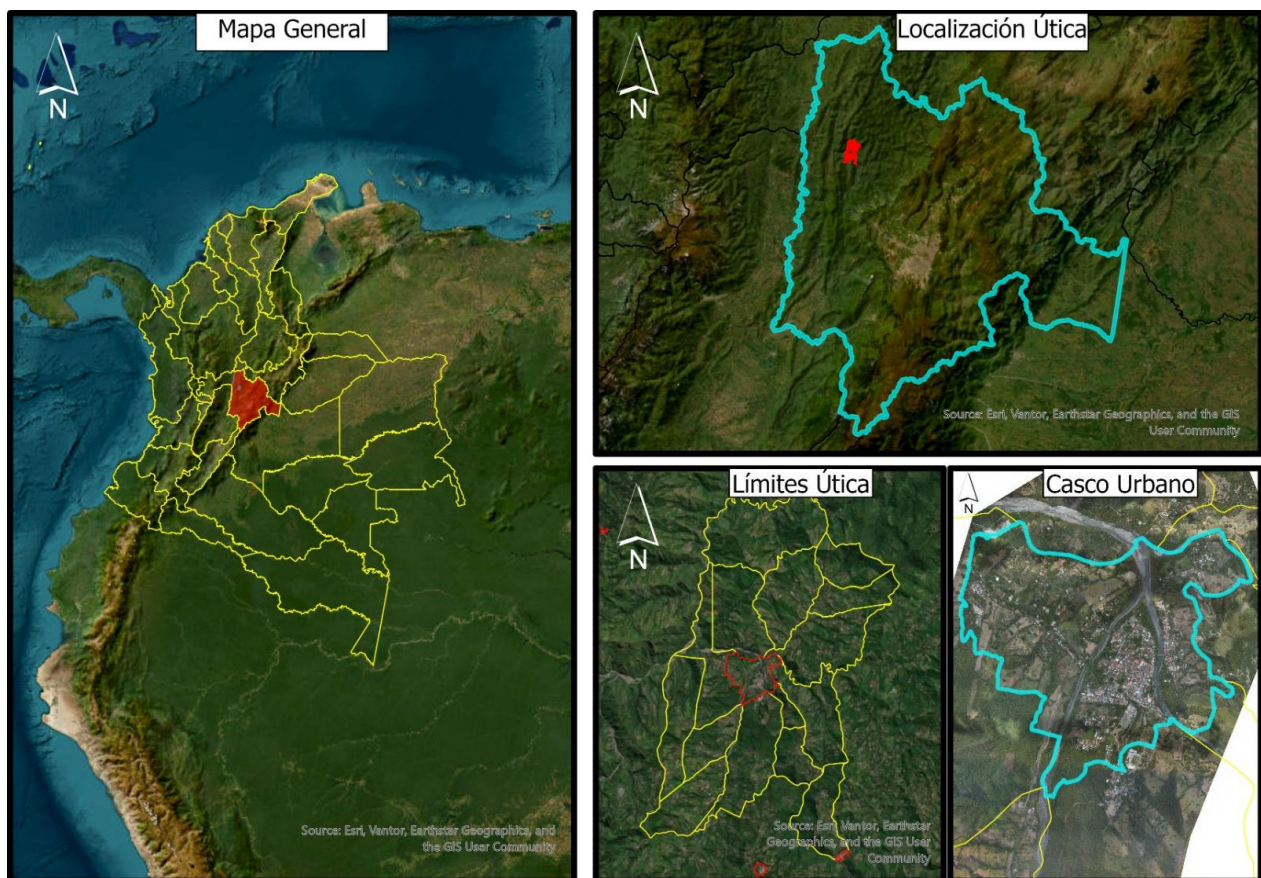 Mapa General
N
Source: Esri, Vantor, Earthstar Geographics, and
the GIS User Community
Localización Útica
N
Source: Esri, Vantor, Earthstar Geographics, and the GIS
User Community
Límites Útica
N
Source: Esri, Vantor, Earthstar
Geographics, and the GIS User
Community
Casco Urbano
N